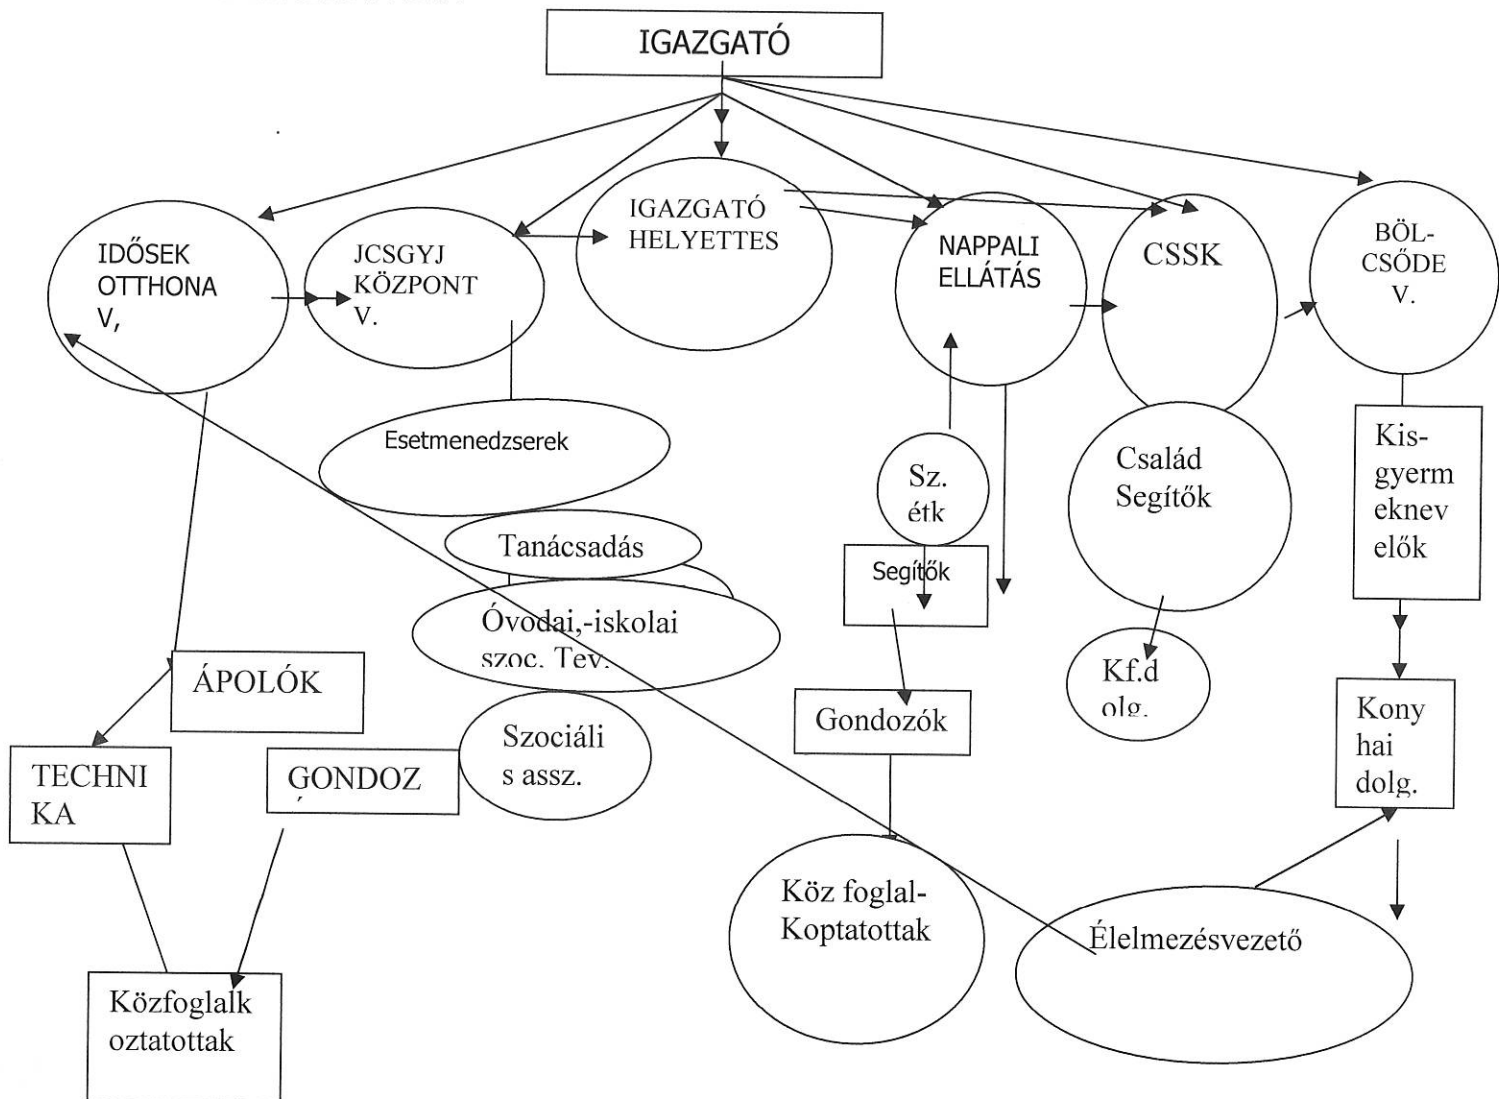 IGAZGATÓ
IDŐSEK
OTTHONA
V,
JCSGYJ
KÖZPONT
V.
IGAZGATÓ
HELYETTES
NAPPALI
ELLÁTÁS
CSSK
BÖL-
CSŐDE
V.
Esetmenedzserek
Tanácsadás
Óvodai,-iskolai
szoc. Tev.
Szociáli
s assz.
Sz.
étk
Segítők
Gondozók
Köz foglal-
Koptatottak
Család
Segítők
Kf.d
olg.
Kis-
gyerm
eknev
elők
Kony
hai
dolg.
Élelmezésvezető
ÁPOLÓK
TECHNI
KA
GONDOZ
Közfoglalk
oztatottak